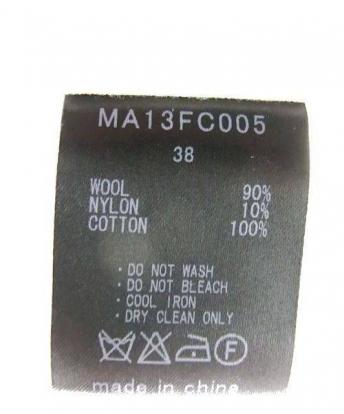 MA13FC005
38
WOOL 90%
NYLON 10%
COTTON 100%
・DO NOT WASH
・DO NOT BLEACH
・COOL IRON
・DRY CLEAN ONLY
F
made in china